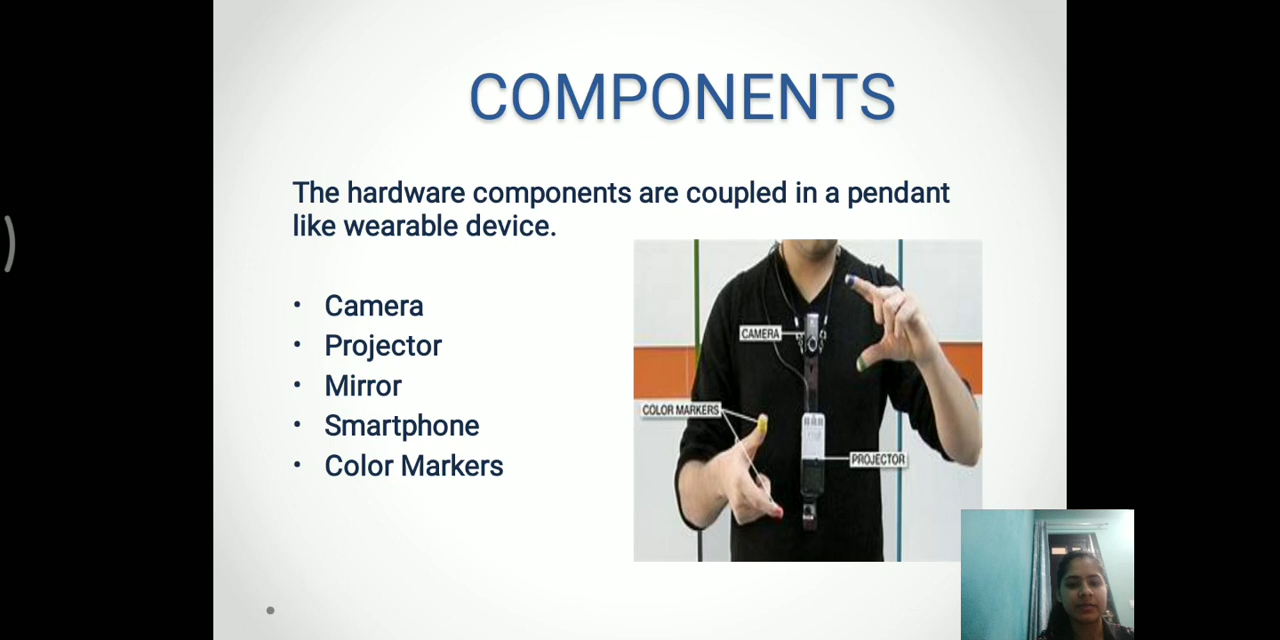 COMPONENTS
The hardware components are coupled in a pendant
like wearable device.
• Camera
• Projector
• Mirror
• Smartphone
• Color Markers
CAMERA
COLOR MARKERS
PROJECTOR